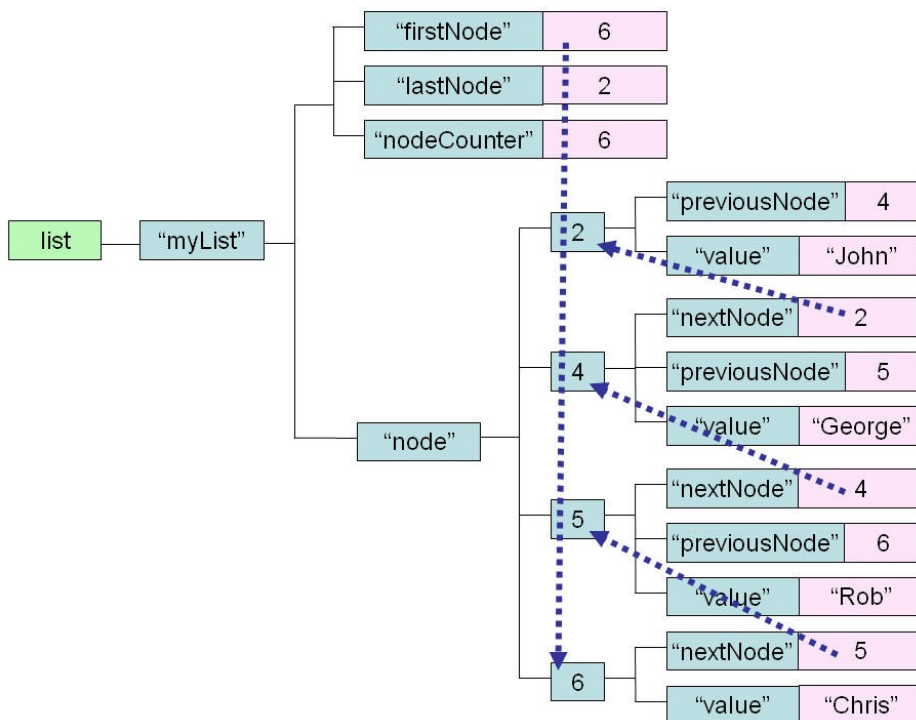 “firstNode” 6
“lastNode” 2
“nodeCounter” 6
“previousNode” 4
list “myList” 2
“value” “John”
“nextNode” 2
4 “previousNode” 5
“value” “George”
“node”
“nextNode” 4
5
“previousNode” 6
“value” “Rob”
“nextNode” 5
6
“value” “Chris”